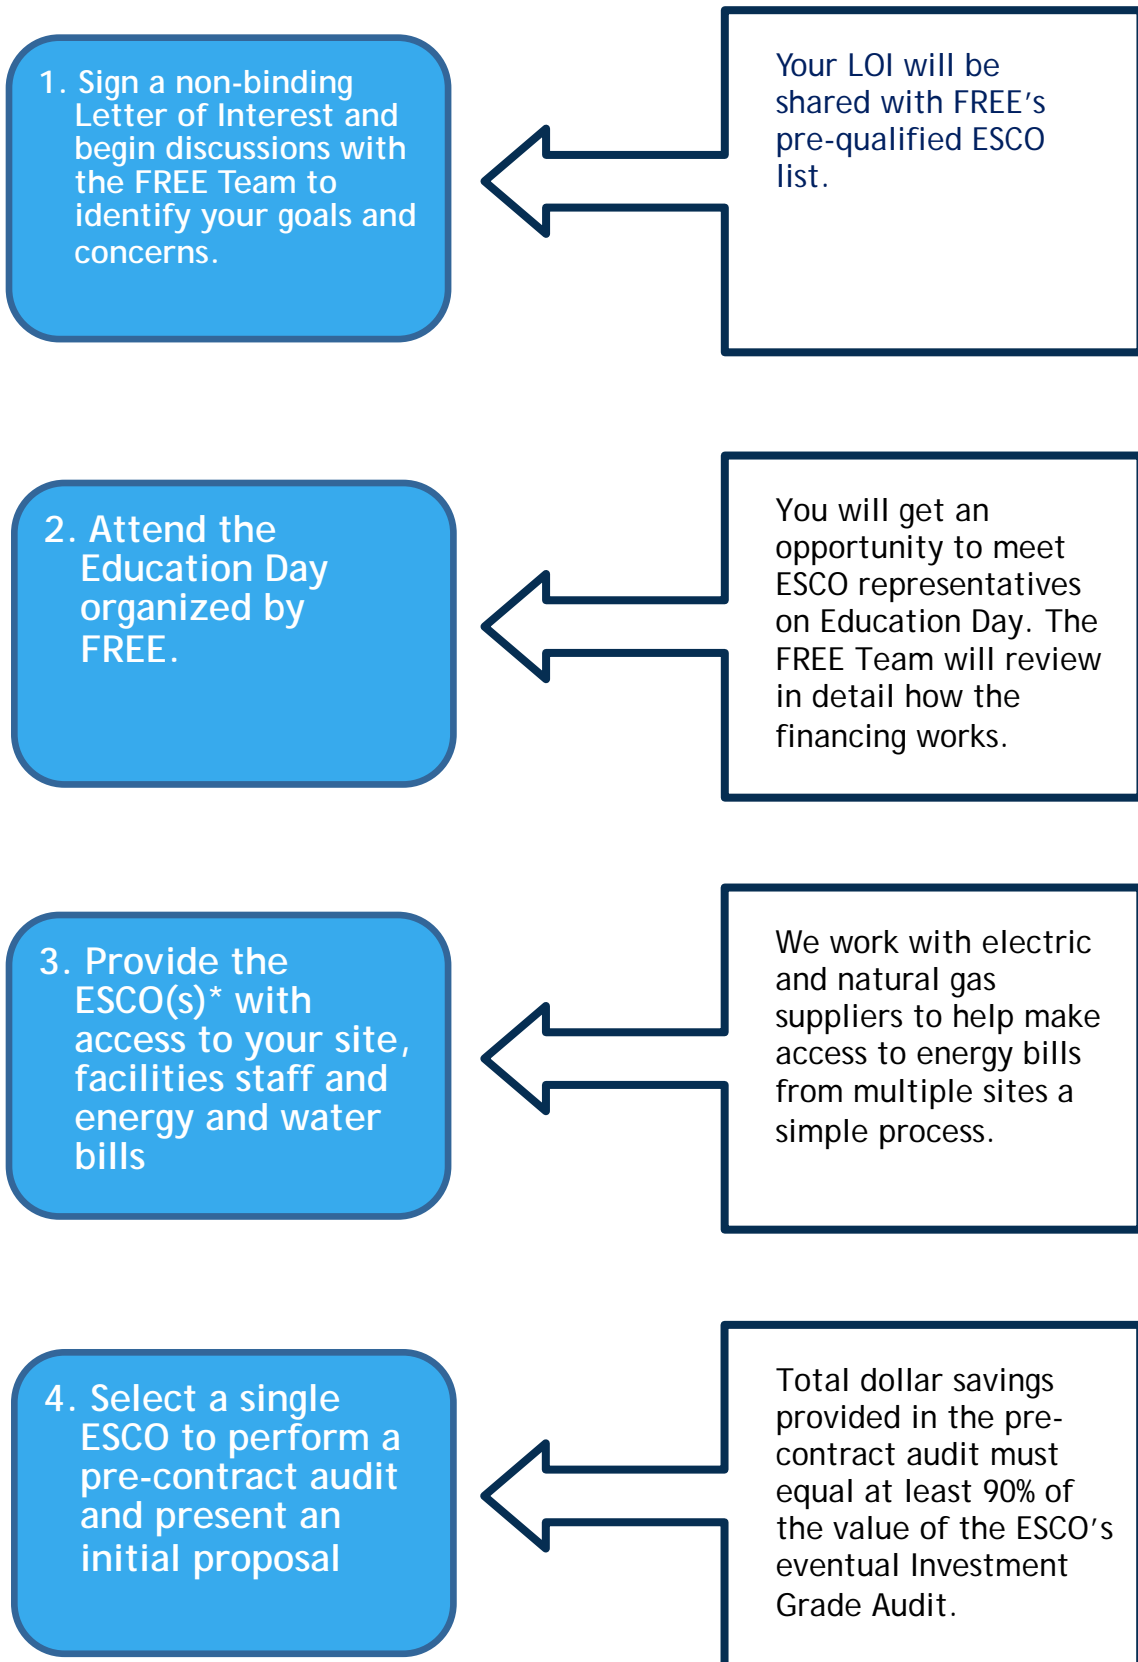 1. Sign a non-binding
Letter of Interest and
begin discussions with
the FREE Team to
identify your goals and
concerns.
Your LOI will be
shared with FREE's
pre-qualified ESCO
list.
2. Attend the
Education Day
organized by
FREE.
You will get an
opportunity to meet
ESCO representatives
on Education Day. The
FREE Team will review
in detail how the
financing works.
3. Provide the
ESCO(s)* with
access to your site,
facilities staff and
energy and water
bills
We work with electric
and natural gas
suppliers to help make
access to energy bills
from multiple sites a
simple process.
4. Select a single
ESCO to perform a
pre-contract audit
and present an
initial proposal
Total dollar savings
provided in the pre-
contract audit must
equal at least 90% of
the value of the ESCO's
eventual Investment
Grade Audit.